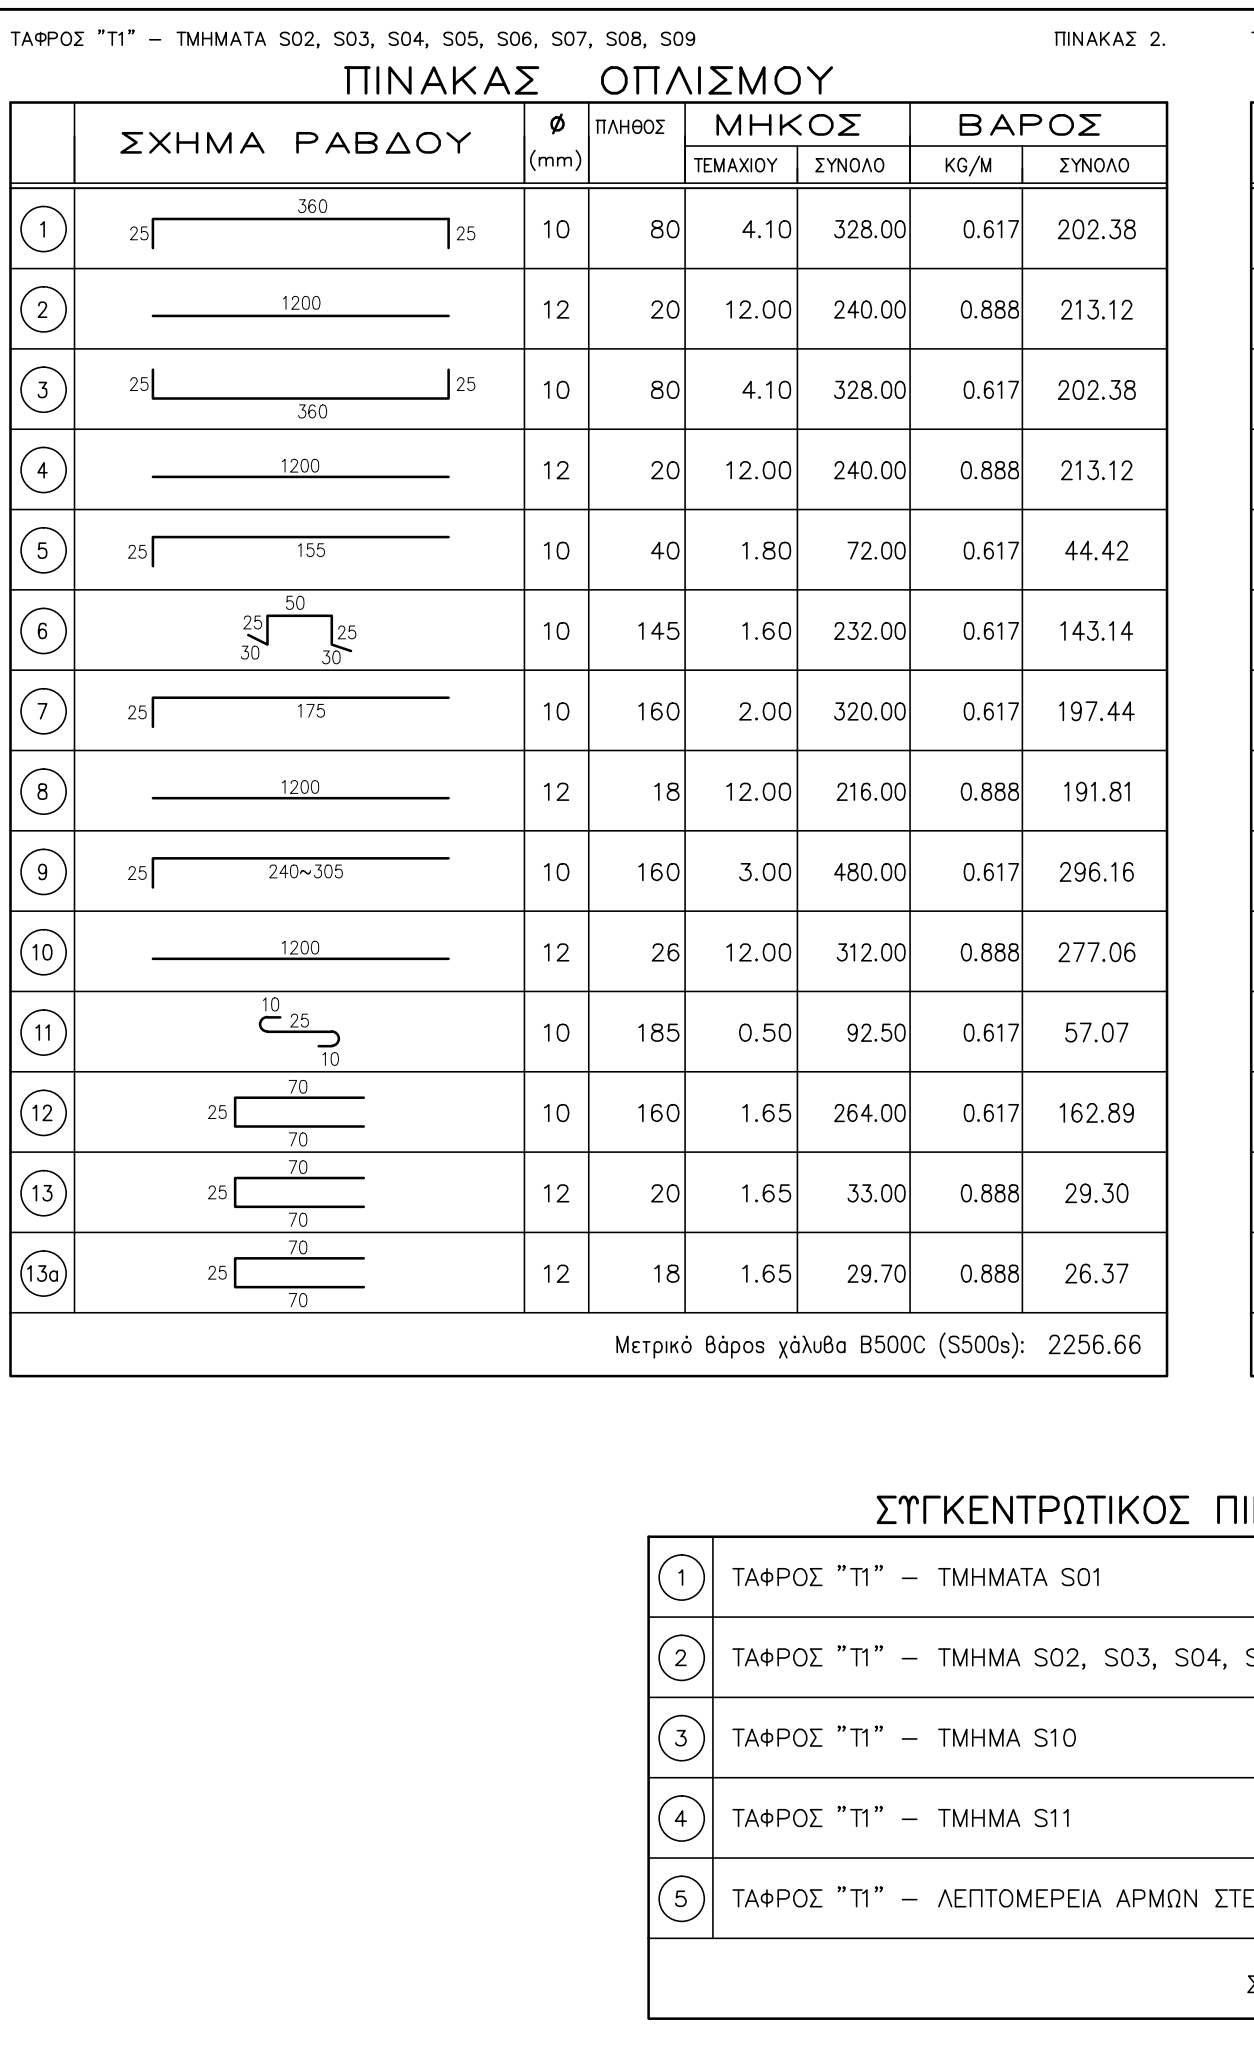 ΤΑΦΡΟΣ "Τ1" – ΤΜΗΜΑΤΑ S02, S03, S04, S05, S06, S07, S08, S09 ΠΙΝΑΚΑΣ 2.
ΠΙΝΑΚΑΣ ΟΠΛΙΣΜΟΥ
ΣΧΗΜΑ ΡΑΒΔΟΥ Ø (mm) ΠΛΗΘΟΣ ΜΗΚΟΣ ΒΑΡΟΣ
ΤΕΜΑΧΙΟΥ ΣΥΝΟΛΟ KG/M ΣΥΝΟΛΟ
1 25 360 25 10 80 4.10 328.00 0.617 202.38
2 1200 12 20 12.00 240.00 0.888 213.12
3 25 360 25 10 80 4.10 328.00 0.617 202.38
4 1200 12 20 12.00 240.00 0.888 213.12
5 25 155 10 40 1.80 72.00 0.617 44.42
6 50 25 25 30 30 10 145 1.60 232.00 0.617 143.14
7 25 175 10 160 2.00 320.00 0.617 197.44
8 1200 12 18 12.00 216.00 0.888 191.81
9 25 240~305 10 160 3.00 480.00 0.617 296.16
10 1200 12 26 12.00 312.00 0.888 277.06
11 10 25 10 10 185 0.50 92.50 0.617 57.07
12 70 25 70 10 160 1.65 264.00 0.617 162.89
13 70 25 70 12 20 1.65 33.00 0.888 29.30
13a 70 25 70 12 18 1.65 29.70 0.888 26.37
Μετρικό βάρος χάλυβα B500C (S500s): 2256.66
ΣΥΓΚΕΝΤΡΩΤΙΚΟΣ
1 ΤΑΦΡΟΣ "Τ1" – ΤΜΗΜΑΤΑ S01
2 ΤΑΦΡΟΣ "Τ1" – ΤΜΗΜΑ S02, S03, S04,
3 ΤΑΦΡΟΣ "Τ1" – ΤΜΗΜΑ S10
4 ΤΑΦΡΟΣ "Τ1" – ΤΜΗΜΑ S11
5 ΤΑΦΡΟΣ "Τ1" – ΛΕΠΤΟΜΕΡΕΙΑ ΑΡΜΩΝ